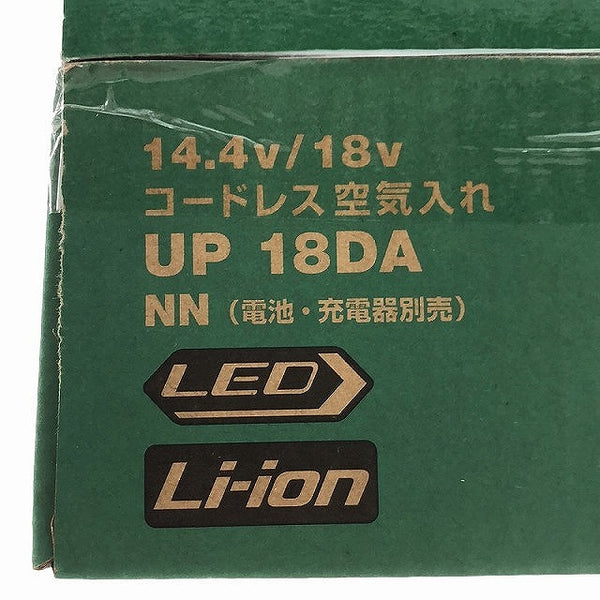 14.4v/18v
コードレス空気入れ
UP 18DA
NN（電池・充電器別売）
LED
Li-ion